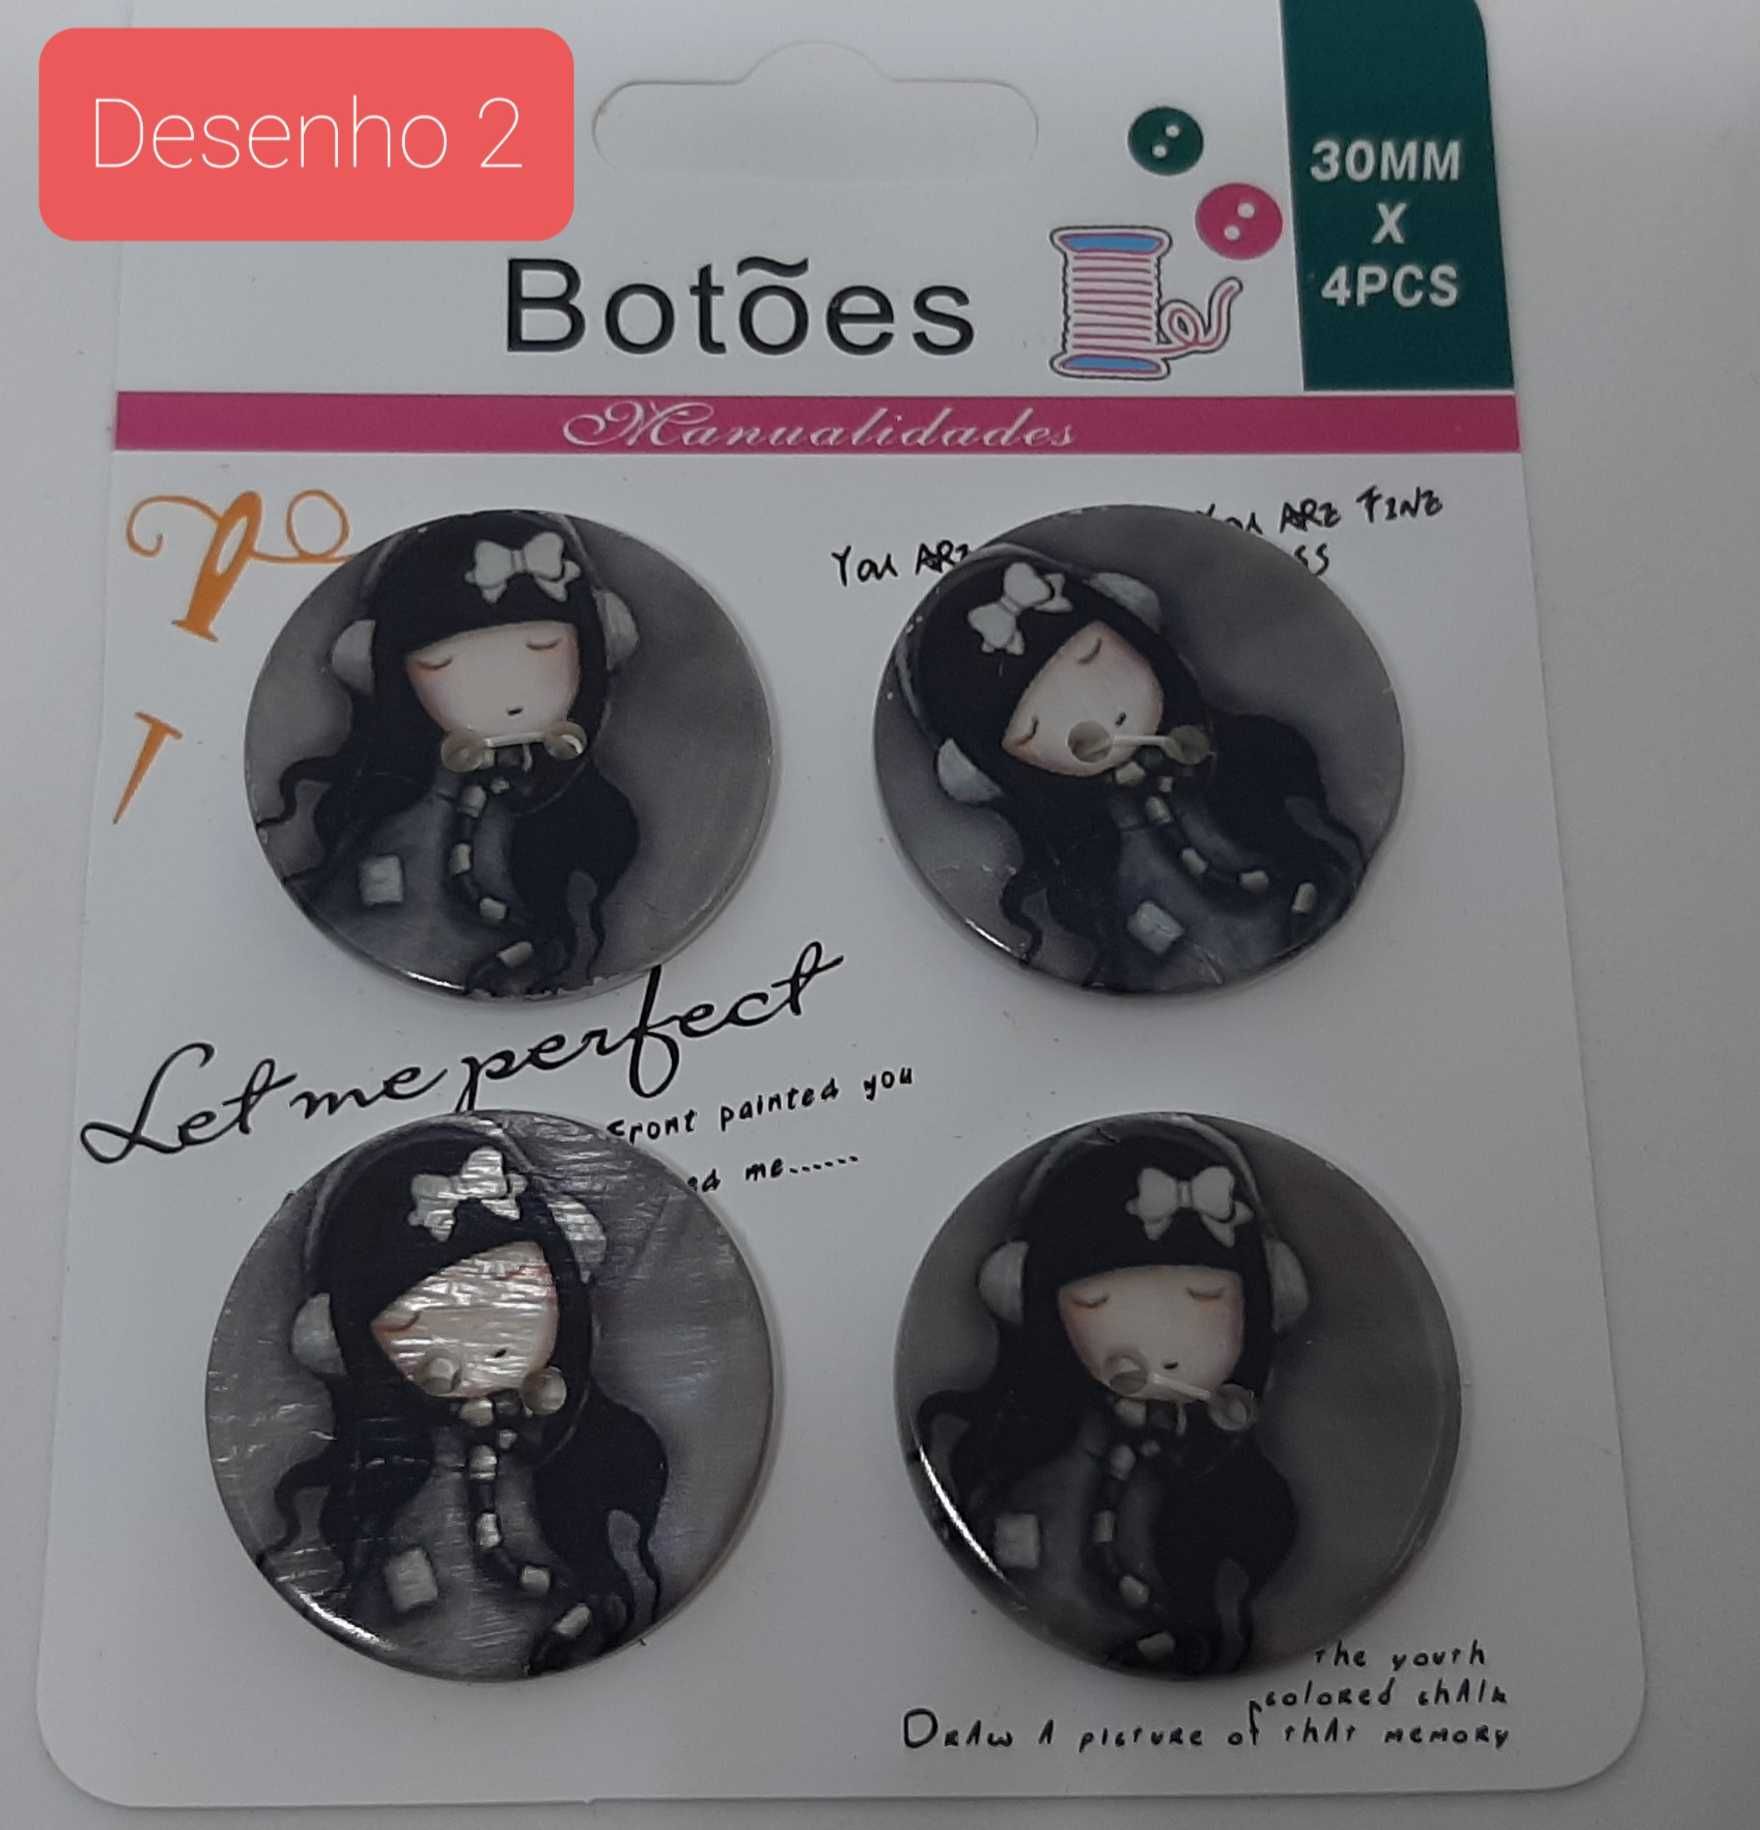 Desenho 2
30MM
X
4PCS
Botões
Manualidades
You ARE FINE
You
SS
Let me perfect
Front painted you
me......
The youth
colored chalk
Draw A picture of that memory